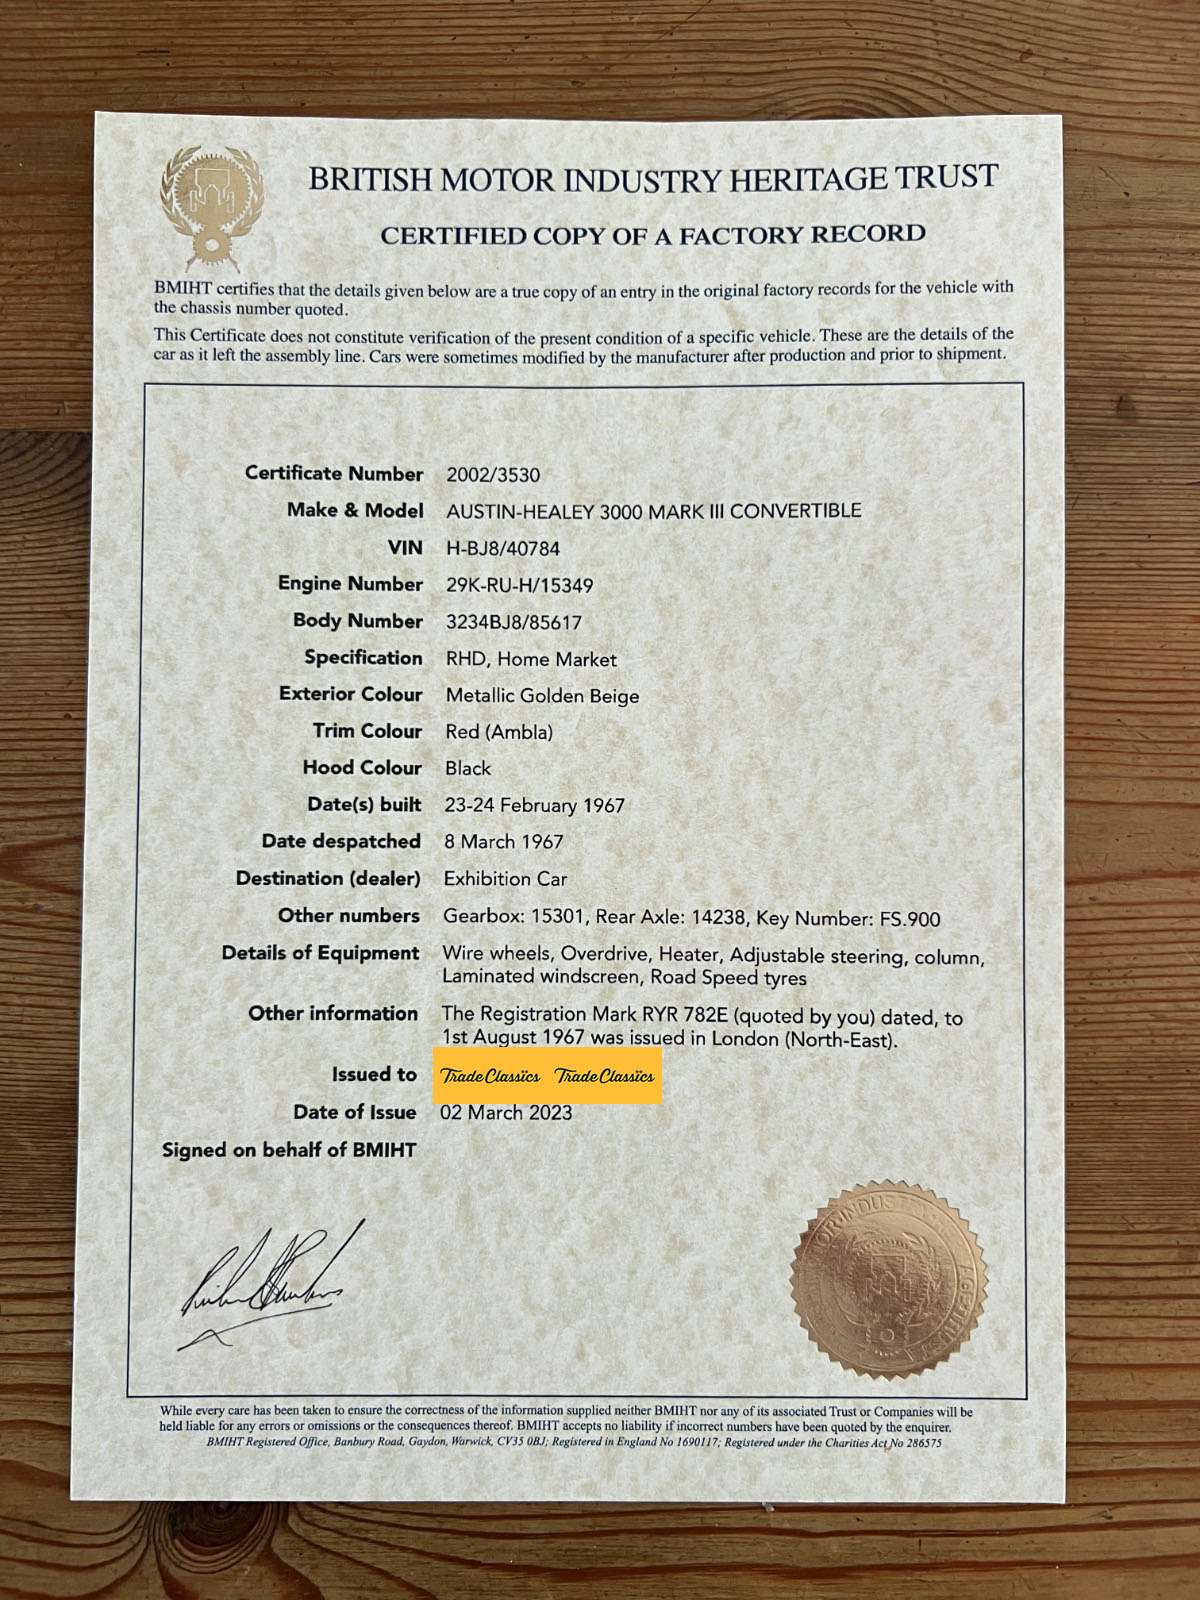 BRITISH MOTOR INDUSTRY HERITAGE TRUST
CERTIFIED COPY OF A FACTORY RECORD
BMIHT certifies that the details given below are a true copy of an entry in the original factory records for the vehicle with
the chassis number quoted.
This Certificate does not constitute verification of the present condition of a specific vehicle. These are the details of the
car as it left the assembly line. Cars were sometimes modified by the manufacturer after production and prior to shipment.
Certificate Number 2002/3530
Make & Model AUSTIN-HEALEY 3000 MARK III CONVERTIBLE
VIN H-BJ8/40784
Engine Number 29K-RU-H/15349
Body Number 3234BJ8/85617
Specification RHD, Home Market
Exterior Colour Metallic Golden Beige
Trim Colour Red (Ambla)
Hood Colour Black
Date(s) built 23-24 February 1967
Date despatched 8 March 1967
Destination (dealer) Exhibition Car
Other numbers Gearbox: 15301, Rear Axle: 14238, Key Number: FS.900
Details of Equipment Wire wheels, Overdrive, Heater, Adjustable steering, column,
Laminated windscreen, Road Speed tyres
Other information The Registration Mark RYR 782E (quoted by you) dated, to
1st August 1967 was issued in London (North-East).
Issued to Trade Classics Trade Classics
Date of Issue 02 March 2023
Signed on behalf of BMIHT
While every care has been taken to ensure the correctness of the information supplied neither BMIHT nor any of its associated Trust or Companies will be
held liable for any errors or omissions or the consequences thereof. BMIHT accepts no liability if incorrect numbers have been quoted by the enquirer.
BMIHT Registered Office, Banbury Road, Gaydon, Warwick, CV35 0BJ; Registered in England No 1690117; Registered under the Charities Act No 286575